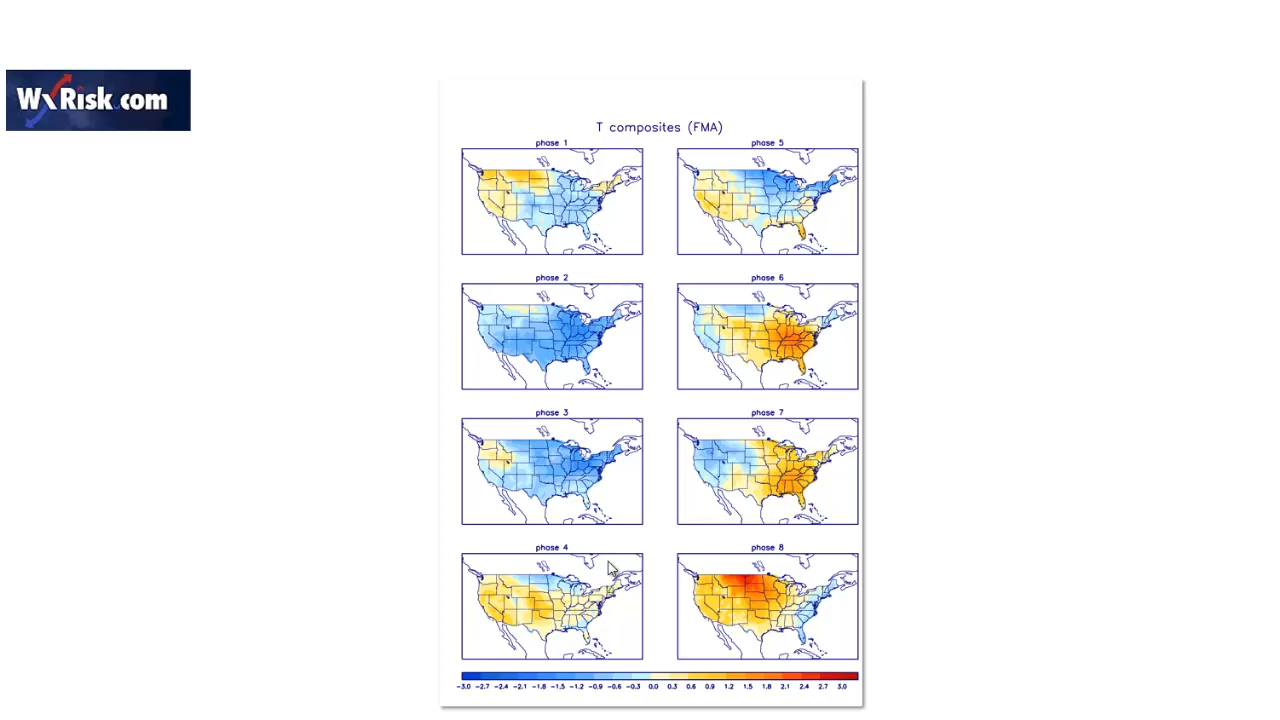 WxRisk.com
T composites (FMA)
phase 1
phase 5
phase 2
phase 6
phase 3
phase 7
phase 4
phase 8
-3.0 -2.7 -2.4 -2.1 -1.8 -1.5 -1.2 -0.9 -0.6 -0.3 0.0 0.3 0.6 0.9 1.2 1.5 1.8 2.1 2.4 2.7 3.0